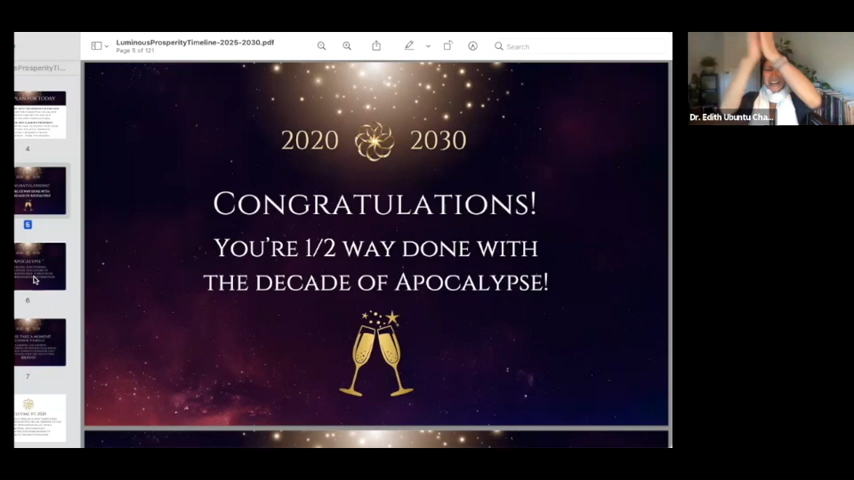 LuminousProsperityTimeline-2025-2030.pdf
Page 5 of 121
Search
4
5
6
7
2020 2030
CONGRATULATIONS!
YOU'RE 1/2 WAY DONE WITH
THE DECADE OF APOCALYPSE!
Dr. Edith Ubuntu Cha...